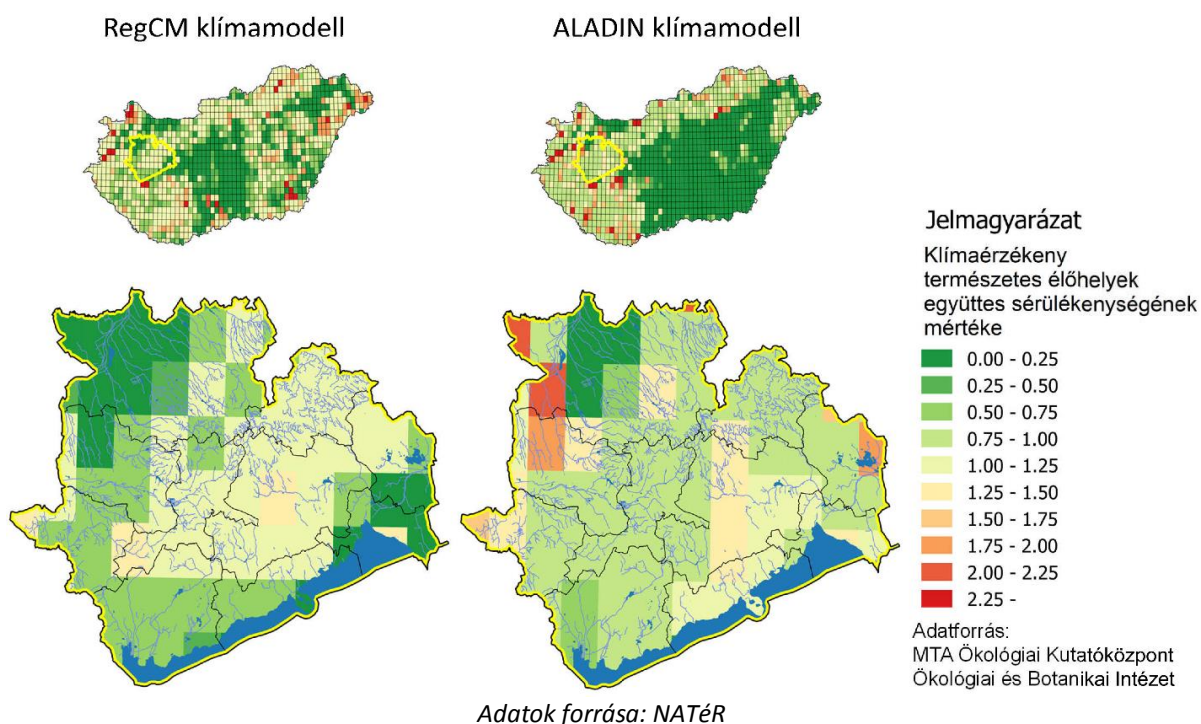 RegCM klímamodell
ALADIN klímamodell
Jelmagyarázat
Klímaérzékeny
természetes élőhelyek
együttes sérülékenységének
mértéke
0.00 - 0.25
0.25 - 0.50
0.50 - 0.75
0.75 - 1.00
1.00 - 1.25
1.25 - 1.50
1.50 - 1.75
1.75 - 2.00
2.00 - 2.25
2.25 -
Adatforrás:
MTA Ökológiai Kutatóközpont
Ökológiai és Botanikai Intézet
Adatok forrása: NATéR